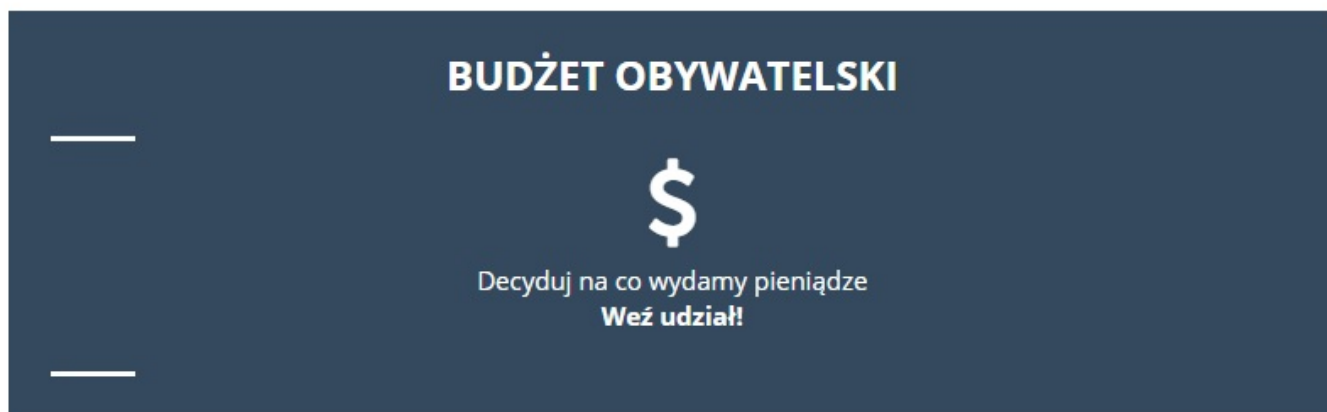 BUDŻET OBYWATELSKI
$
Decyduj na co wydamy pieniądze
Weź udział!